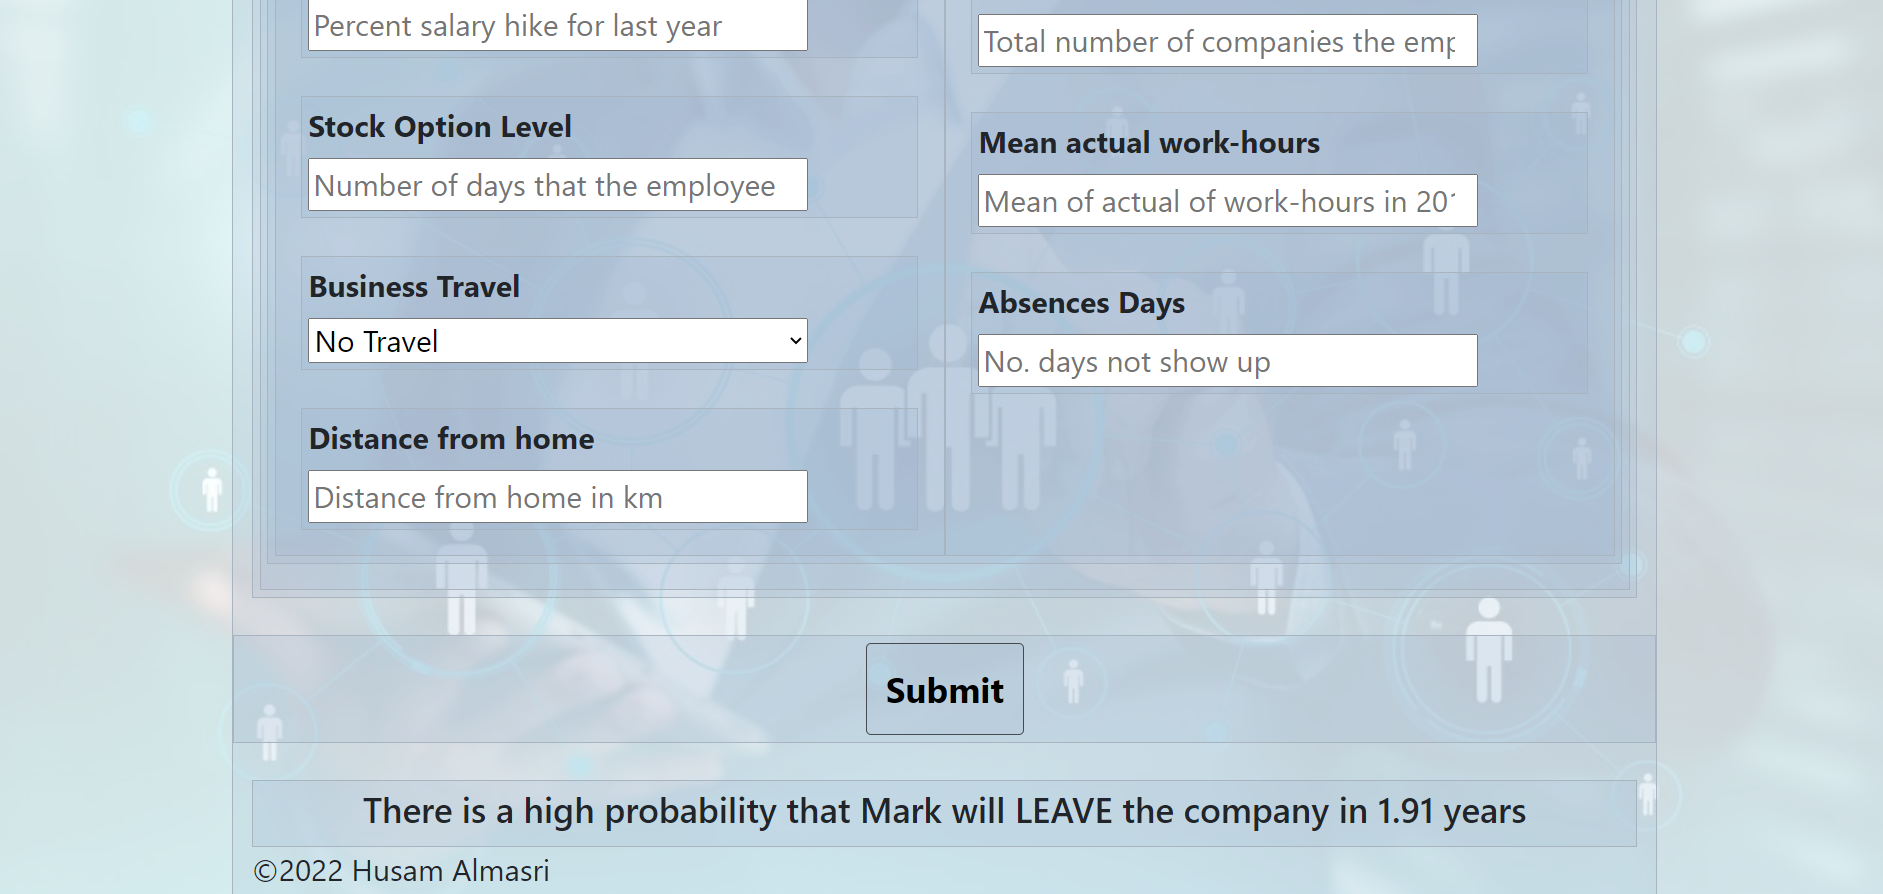 Percent salary hike for last year
Stock Option Level
Number of days that the employee
Business Travel
No Travel
Distance from home
Distance from home in km
Total number of companies the emp
Mean actual work-hours
Mean of actual of work-hours in 201
Absences Days
No. days not show up
Submit
There is a high probability that Mark will LEAVE the company in 1.91 years
©2022 Husam Almasri